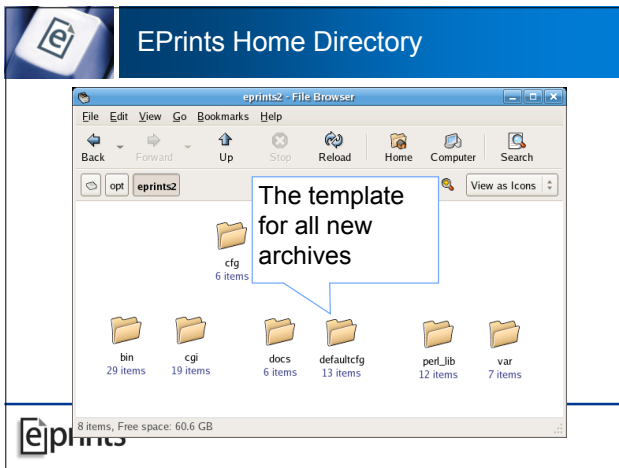 EPrints Home Directory
eprints2 - File Browser
File Edit View Go Bookmarks Help
Back Forward Up Stop Reload Home Computer Search
opt eprints2 View as Icons
The template
for all new
archives
cfg
6 items
bin cgi docs defaultcfg perl_lib var
29 items 19 items 6 items 13 items 12 items 7 items
8 items, Free space: 60.6 GB
eprints